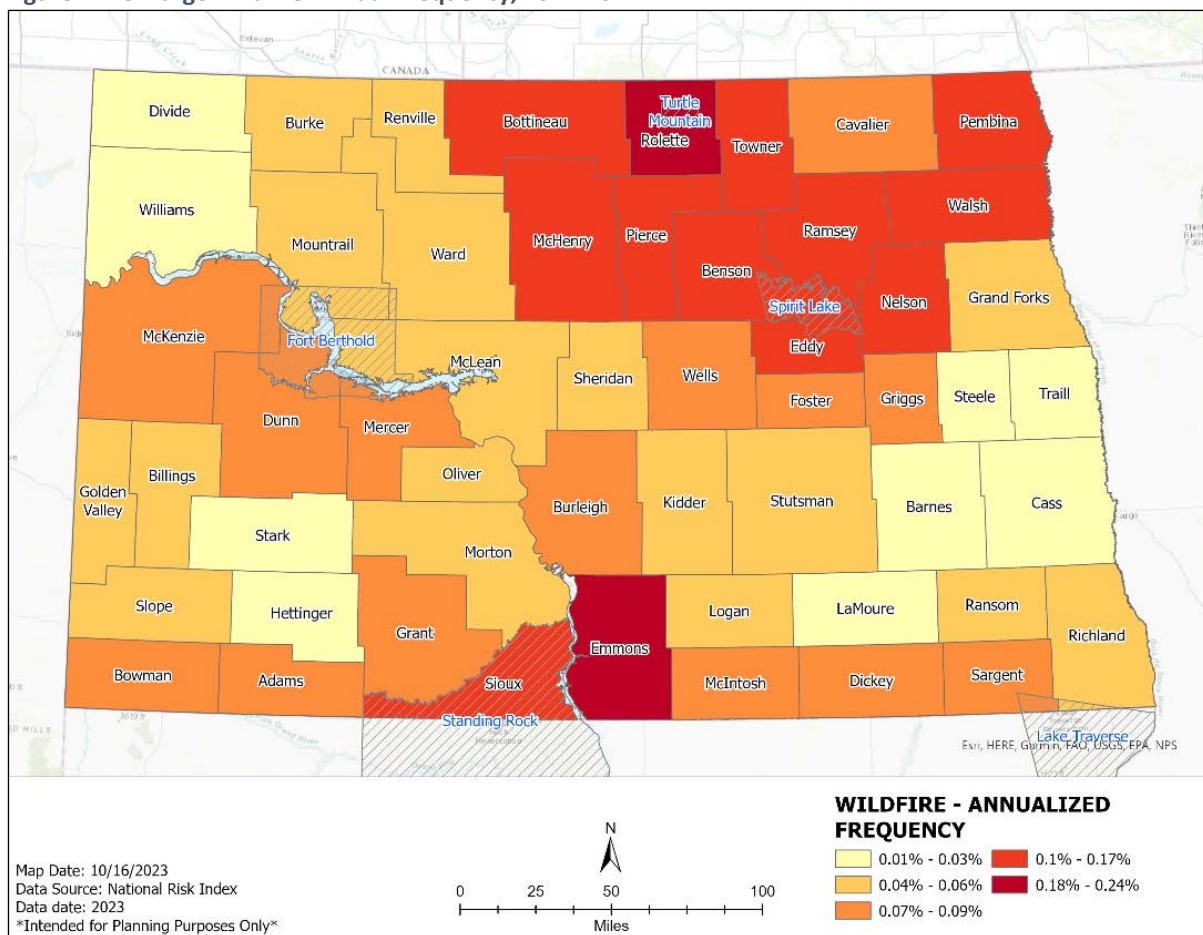 Estevan
CANADA
Divide
Burke
Renville
Bottineau
Turtle
Mountain
Rolette
Towner
Cavalier
Pembina
Williams
Mountrail
Ward
McHenry
Pierce
Benson
Ramsey
Walsh
Nelson
Grand Forks
Spirit Lake
Eddy
McKenzie
Fort Berthold
McLean
Sheridan
Wells
Foster
Griggs
Steele
Traill
Dunn
Mercer
Oliver
Golden
Valley
Billings
Burleigh
Kidder
Stutsman
Barnes
Cass
Stark
Morton
Slope
Hettinger
Grant
Emmons
Logan
LaMoure
Ransom
Richland
Bowman
Adams
Sioux
McIntosh
Dickey
Sargent
Standing Rock
Lake Traverse
Esri, HERE, Garmin, FAO, USGS, EPA, NPS
WILDFIRE - ANNUALIZED
FREQUENCY
0.01% - 0.03%
0.04% - 0.06%
0.07% - 0.09%
0.1% - 0.17%
0.18% - 0.24%
N
0 25 50 100
Miles
Map Date: 10/16/2023
Data Source: National Risk Index
Data date: 2023
*Intended for Planning Purposes Only*